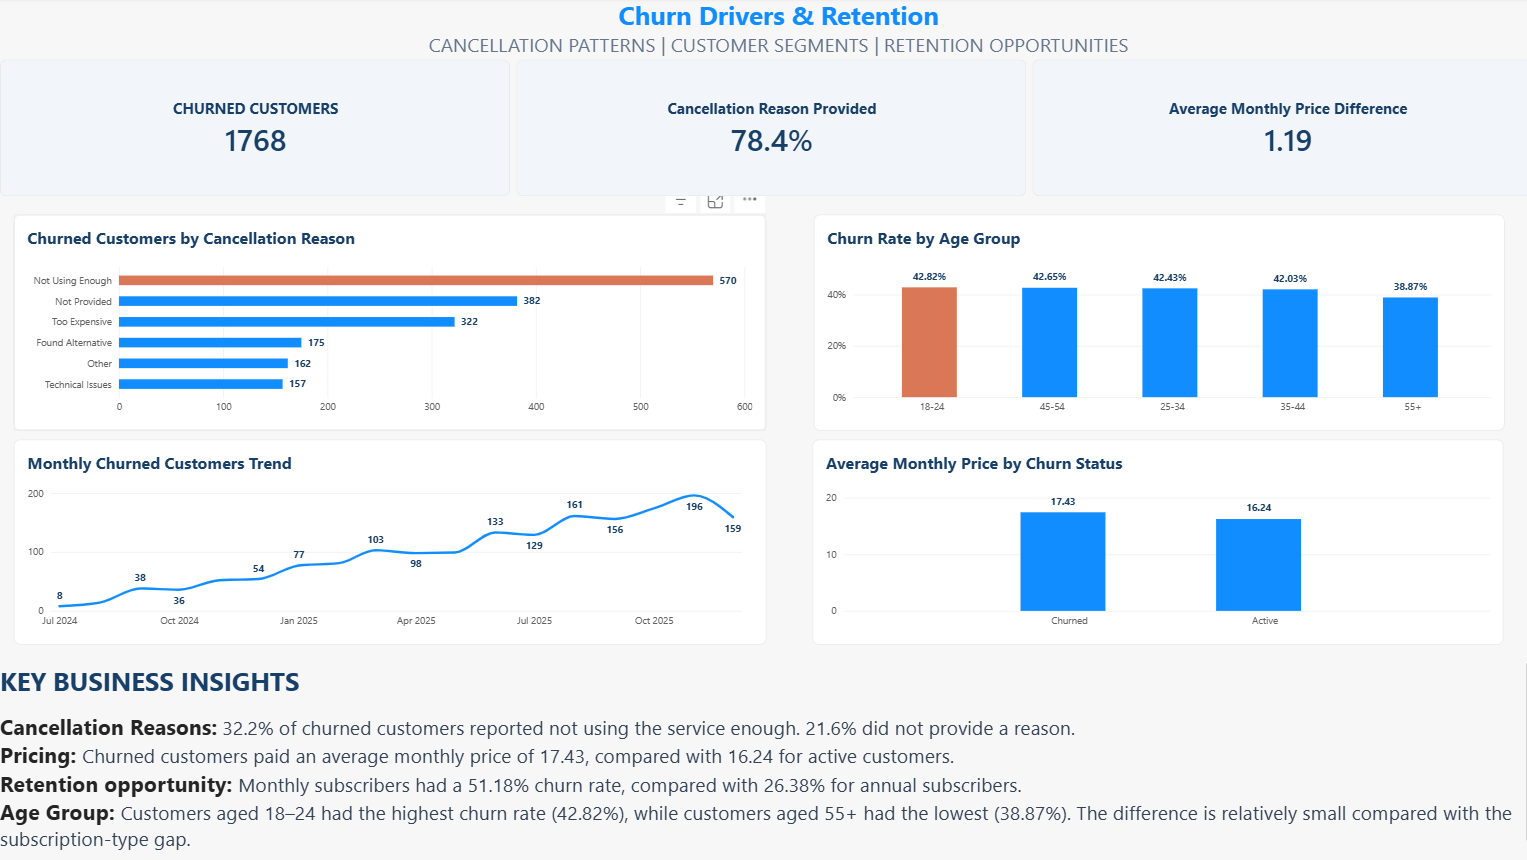 Churn Drivers & Retention
CANCELLATION PATTERNS | CUSTOMER SEGMENTS | RETENTION OPPORTUNITIES
CHURNED CUSTOMERS
1768
Cancellation Reason Provided
78.4%
Average Monthly Price Difference
1.19
Churned Customers by Cancellation Reason
Not Using Enough 570
Not Provided 382
Too Expensive 322
Found Alternative 175
Other 162
Technical Issues 157
0 100 200 300 400 500 600
Churn Rate by Age Group
42.82% 42.65% 42.43% 42.03% 38.87%
40%
20%
0%
18-24 45-54 25-34 35-44 55+
Monthly Churned Customers Trend
200
100
0
8 38 36 54 77 103 98 133 129 161 156 196 159
Jul 2024 Oct 2024 Jan 2025 Apr 2025 Jul 2025 Oct 2025
Average Monthly Price by Churn Status
20
10
0
17.43 16.24
Churned Active
KEY BUSINESS INSIGHTS
Cancellation Reasons: 32.2% of churned customers reported not using the service enough. 21.6% did not provide a reason.
Pricing: Churned customers paid an average monthly price of 17.43, compared with 16.24 for active customers.
Retention opportunity: Monthly subscribers had a 51.18% churn rate, compared with 26.38% for annual subscribers.
Age Group: Customers aged 18–24 had the highest churn rate (42.82%), while customers aged 55+ had the lowest (38.87%). The difference is relatively small compared with the
subscription-type gap.